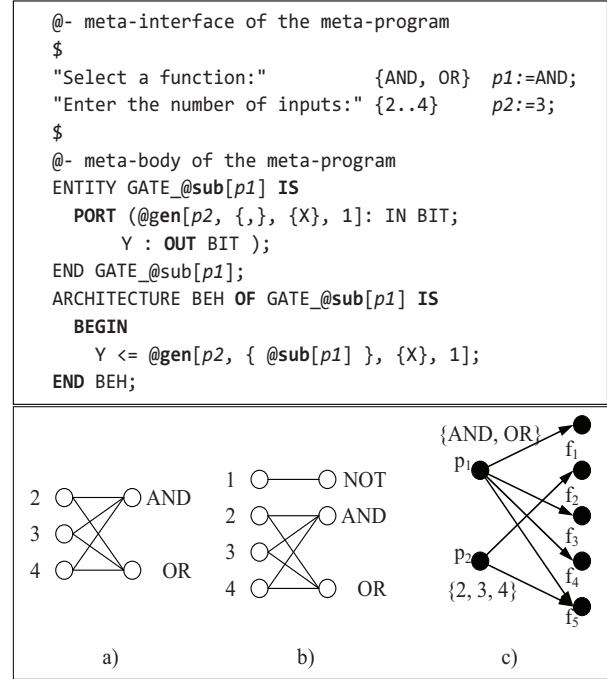 @- meta-interface of the meta-program
$
"Select a function:" {AND, OR} p1:=AND;
"Enter the number of inputs:" {2..4} p2:=3;
$
@- meta-body of the meta-program
ENTITY GATE_@sub[p1] IS
PORT (@gen[p2, {,}, {X}, 1]: IN BIT;
Y : OUT BIT );
END GATE_@sub[p1];
ARCHITECTURE BEH OF GATE_@sub[p1] IS
BEGIN
Y <= @gen[p2, { @sub[p1] }, {X}, 1];
END BEH;
2 AND
3
4 OR
a)
1 NOT
2 AND
3
4 OR
b)
{AND, OR}
p1
f1
f2
f3
p2
f4
{2, 3, 4}
f5
c)